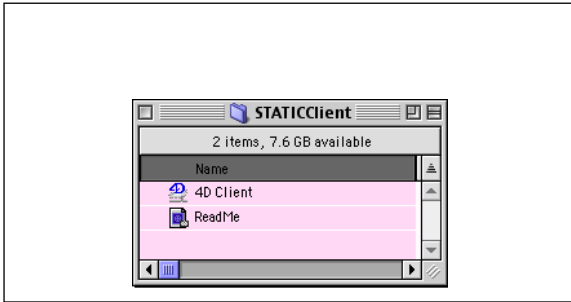 STATICClient
2 items, 7.6 GB available
Name
4D Client
ReadMe